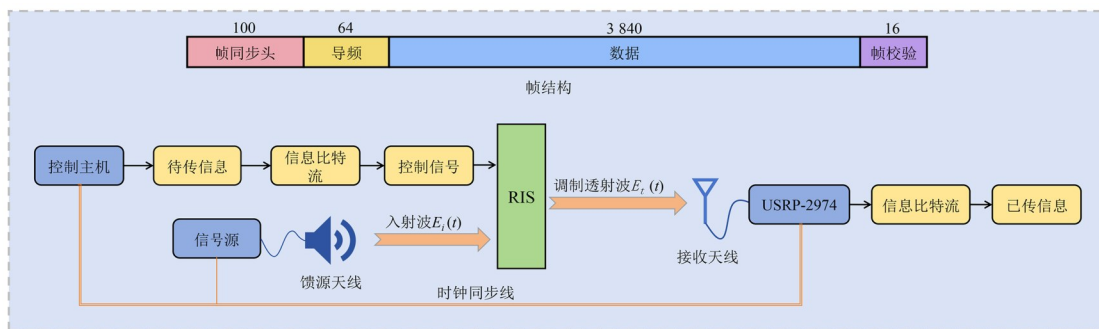 100 64 3 840 16
帧同步头 导频 数据 帧校验
帧结构
控制主机 待传信息 信息比特流 控制信号
RIS
调制透射波E_t(t)
USRP-2974 信息比特流 已传信息
信号源
入射波E_i(t)
馈源天线
接收天线
时钟同步线